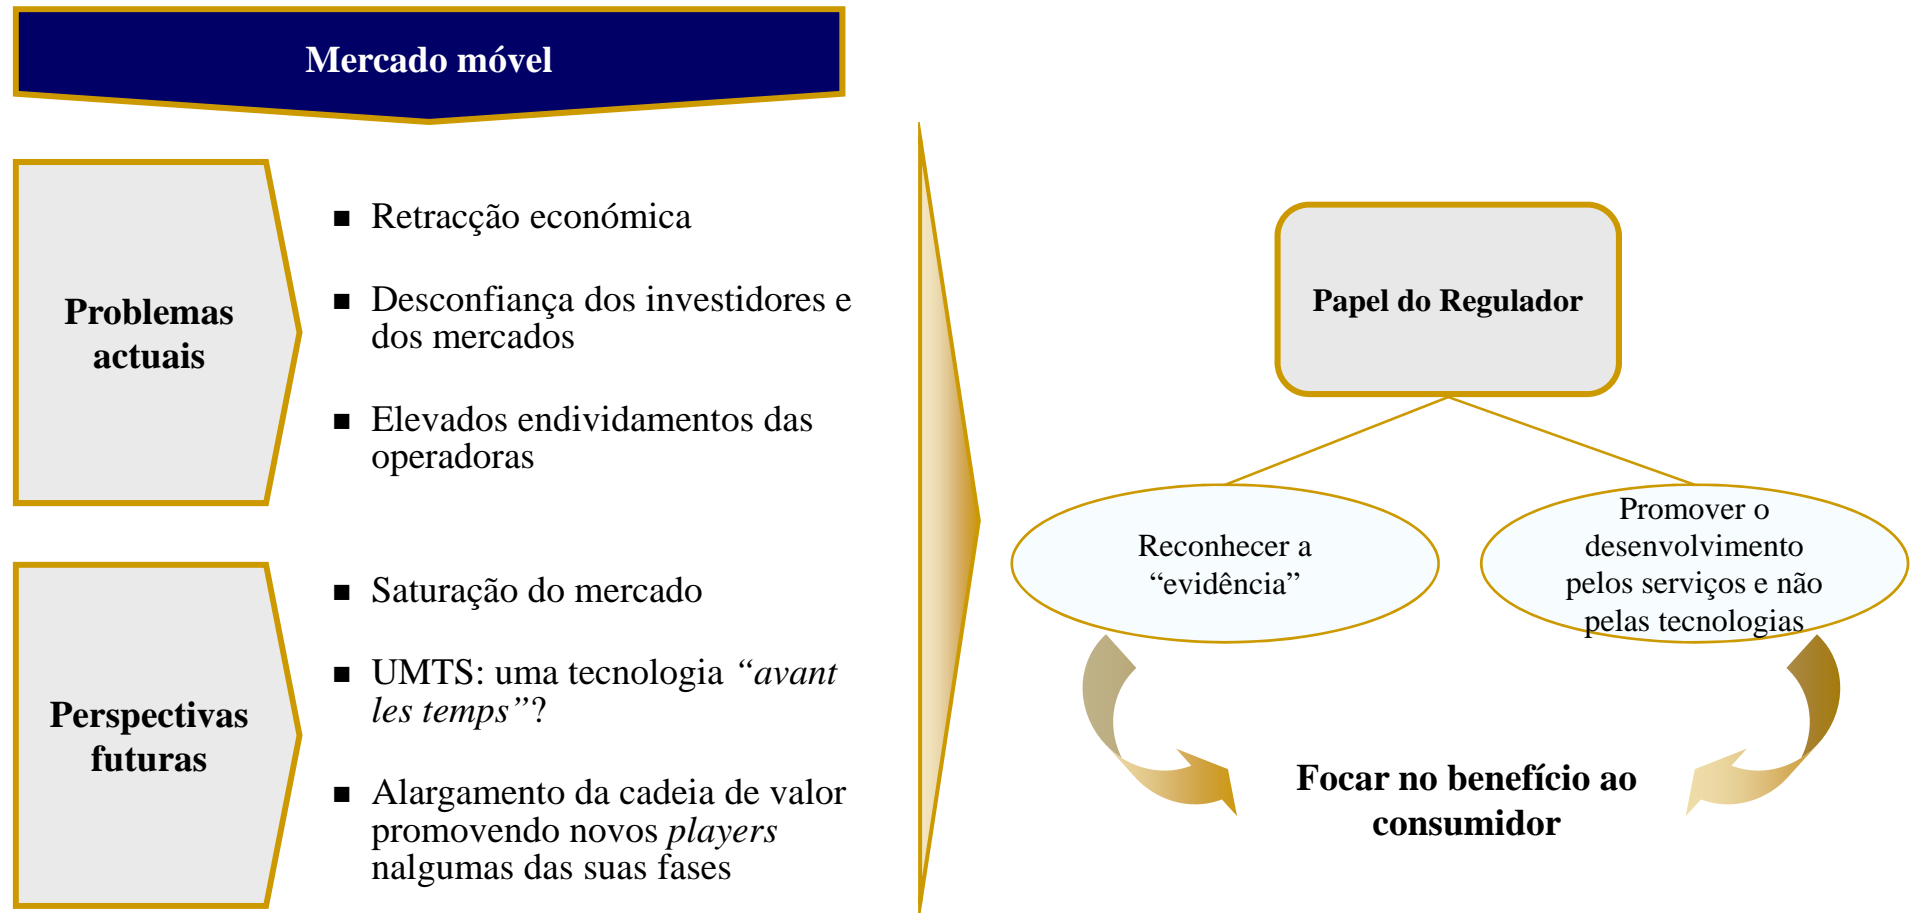 Mercado móvel
Problemas
actuais
■ Retracção económica
■ Desconfiança dos investidores e
dos mercados
■ Elevados endividamentos das
operadoras
Perspectivas
futuras
■ Saturação do mercado
■ UMTS: uma tecnologia “avant
les temps”?
■ Alargamento da cadeia de valor
promovendo novos players
nalgumas das suas fases
Papel do Regulador
Reconhecer a
“evidência”
Promover o
desenvolvimento
pelos serviços e não
pelas tecnologias
Focar no benefício ao
consumidor